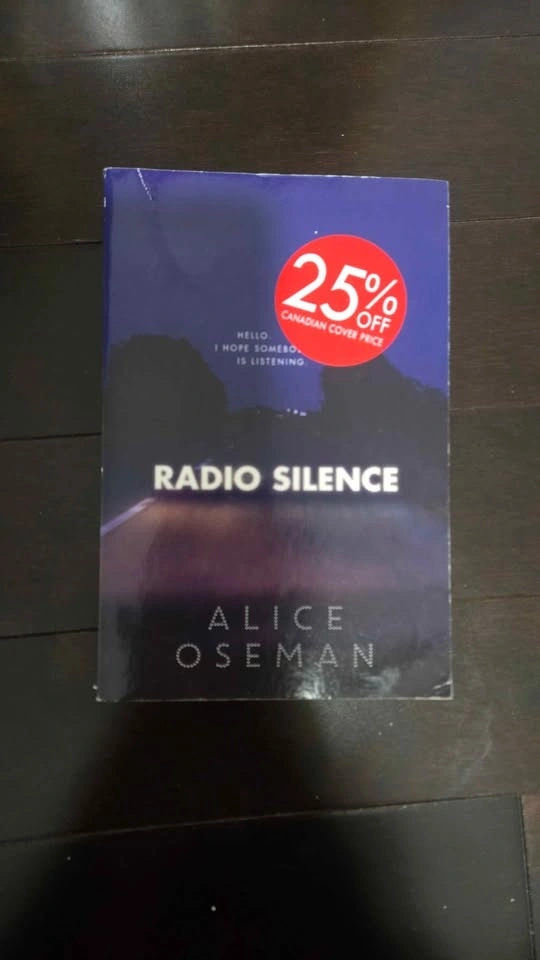 25% OFF
CANADIAN COVER PRICE
HELLO.
I HOPE
IS LISTENING.
RADIO SILENCE
ALICE
OSEMAN